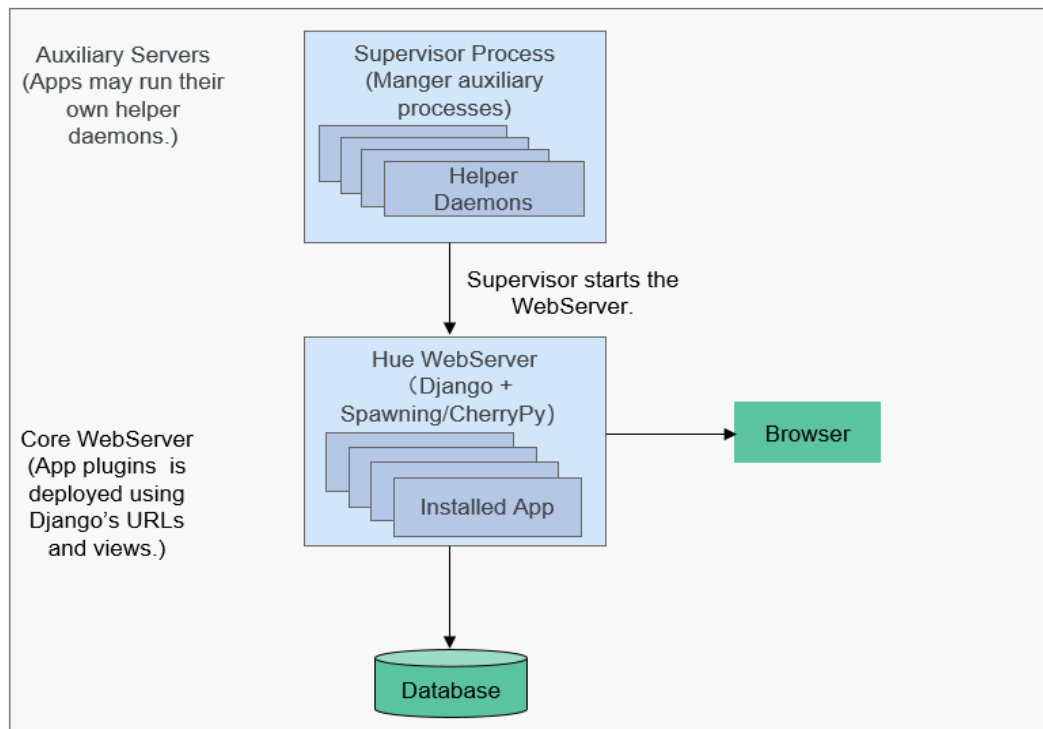 Auxiliary Servers
(Apps may run their
own helper
daemons.)
Supervisor Process
(Manger auxiliary
processes)
Helper
Daemons
Supervisor starts the
WebServer.
Hue WebServer
（Django +
Spawning/CherryPy）
Installed App
Core WebServer
(App plugins is
deployed using
Django’s URLs
and views.)
Browser
Database